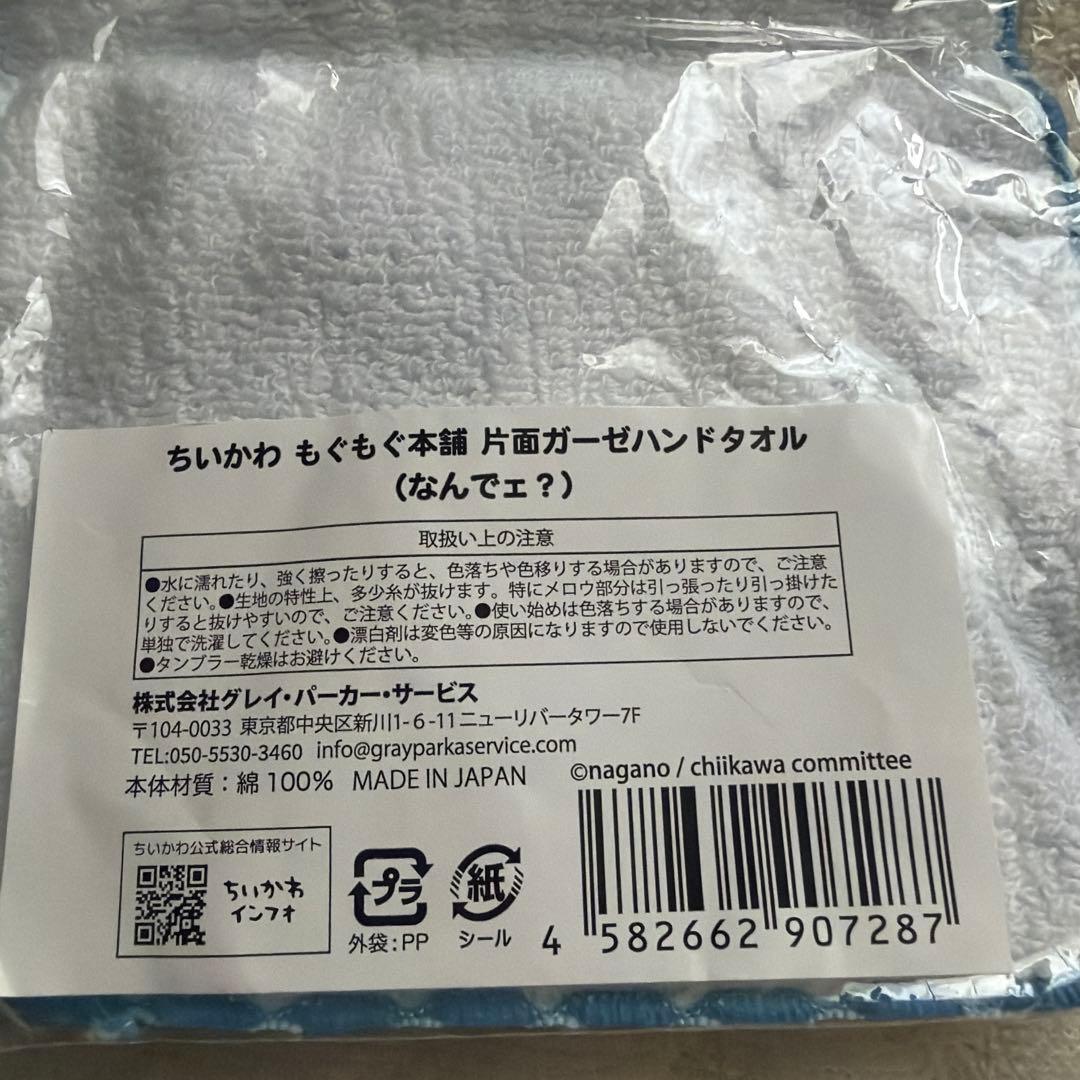 ちいかわ もぐもぐ本舗 片面ガーゼハンドタオル
(なんでェ?)
取扱い上の注意
●水に濡れたり、強く擦ったりすると、色落ちや色移りする場合がありますので、ご注意
ください。●生地の特性上、多少糸が抜けます。特にメロウ部分は引っ張ったり引っ掛けた
りすると抜けやすいので、ご注意ください。●使い始めは色落ちする場合がありますので、
単独で洗濯してください。●漂白剤は変色等の原因になりますので使用しないでください。
●タンブラー乾燥はお避けください。
株式会社グレイ・パーカー・サービス
〒104-0033 東京都中央区新川1-6-11ニューリバータワー7F
TEL:050-5530-3460 info@grayparkaservice.com
本体材質:綿100% MADE IN JAPAN
©nagano / chiikawa committee
ちいかわ公式総合情報サイト
ちいかわ
インフォ
プラ
外袋:PP
紙
シール
4 582662 907287